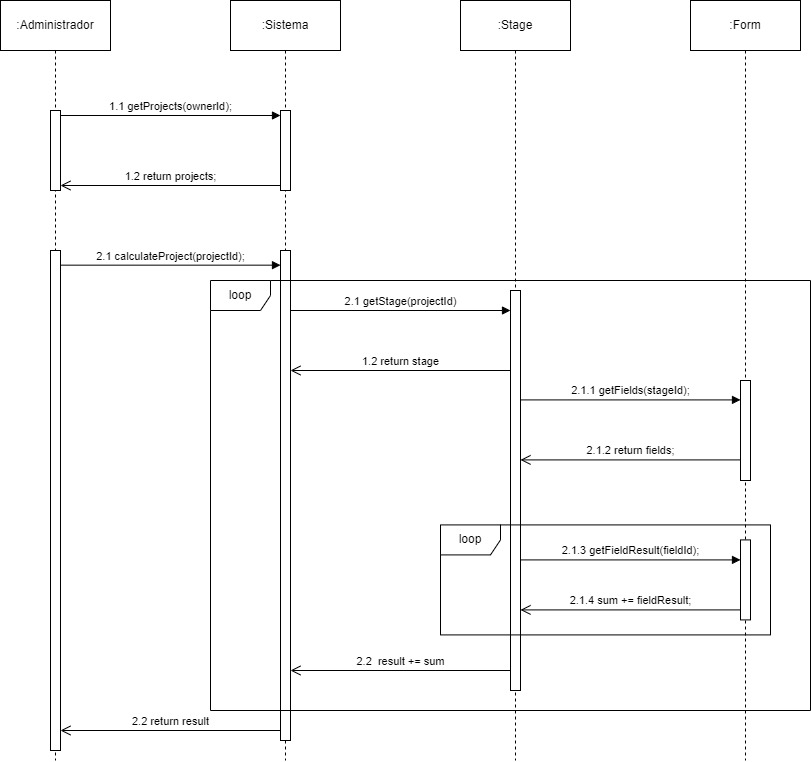 :Administrador
:Sistema
:Stage
:Form
1.1 getProjects(ownerId);
1.2 return projects;
2.1 calculateProject(projectId);
loop
2.1 getStage(projectId)
1.2 return stage
2.1.1 getFields(stageId);
2.1.2 return fields;
loop
2.1.3 getFieldResult(fieldId);
2.1.4 sum += fieldResult;
2.2  result += sum
2.2 return result